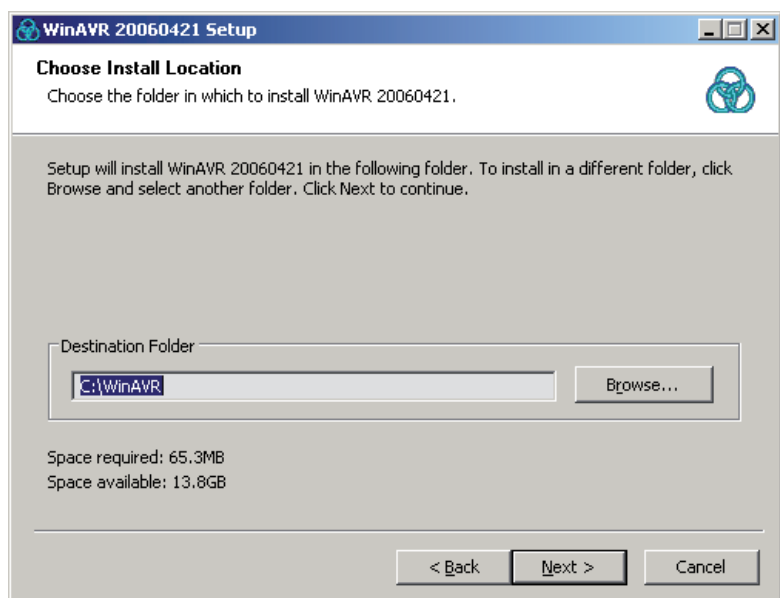 WinAVR 20060421 Setup
Choose Install Location
Choose the folder in which to install WinAVR 20060421.
Setup will install WinAVR 20060421 in the following folder. To install in a different folder, click
Browse and select another folder. Click Next to continue.
Destination Folder
C:\WinAVR
Browse...
Space required: 65.3MB
Space available: 13.8GB
< Back
Next >
Cancel